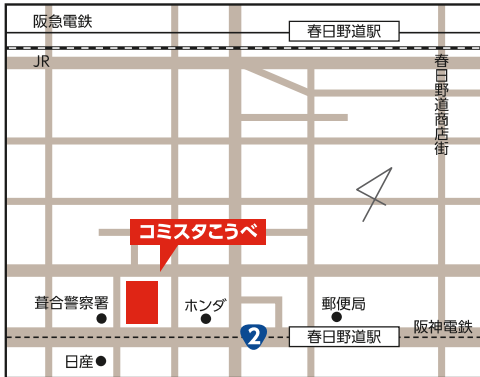 阪急電鉄
春日野道駅
JR
春日野道商店街
コミスタこうべ
葺合警察署
ホンダ
郵便局
2
春日野道駅
阪神電鉄
日産